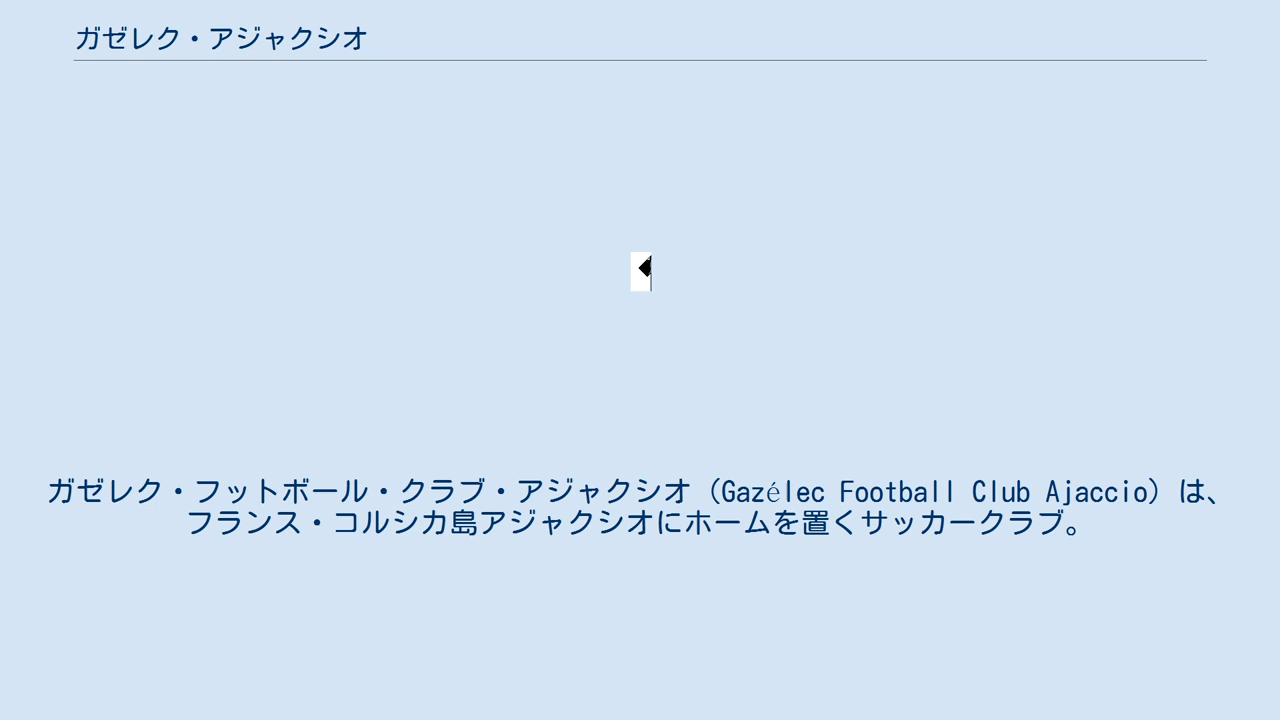 ガゼレク・アジャクシオ
ガゼレク・フットボール・クラブ・アジャクシオ（Gazélec Football Club Ajaccio）は、
フランス・コルシカ島アジャクシオにホームを置くサッカークラブ。